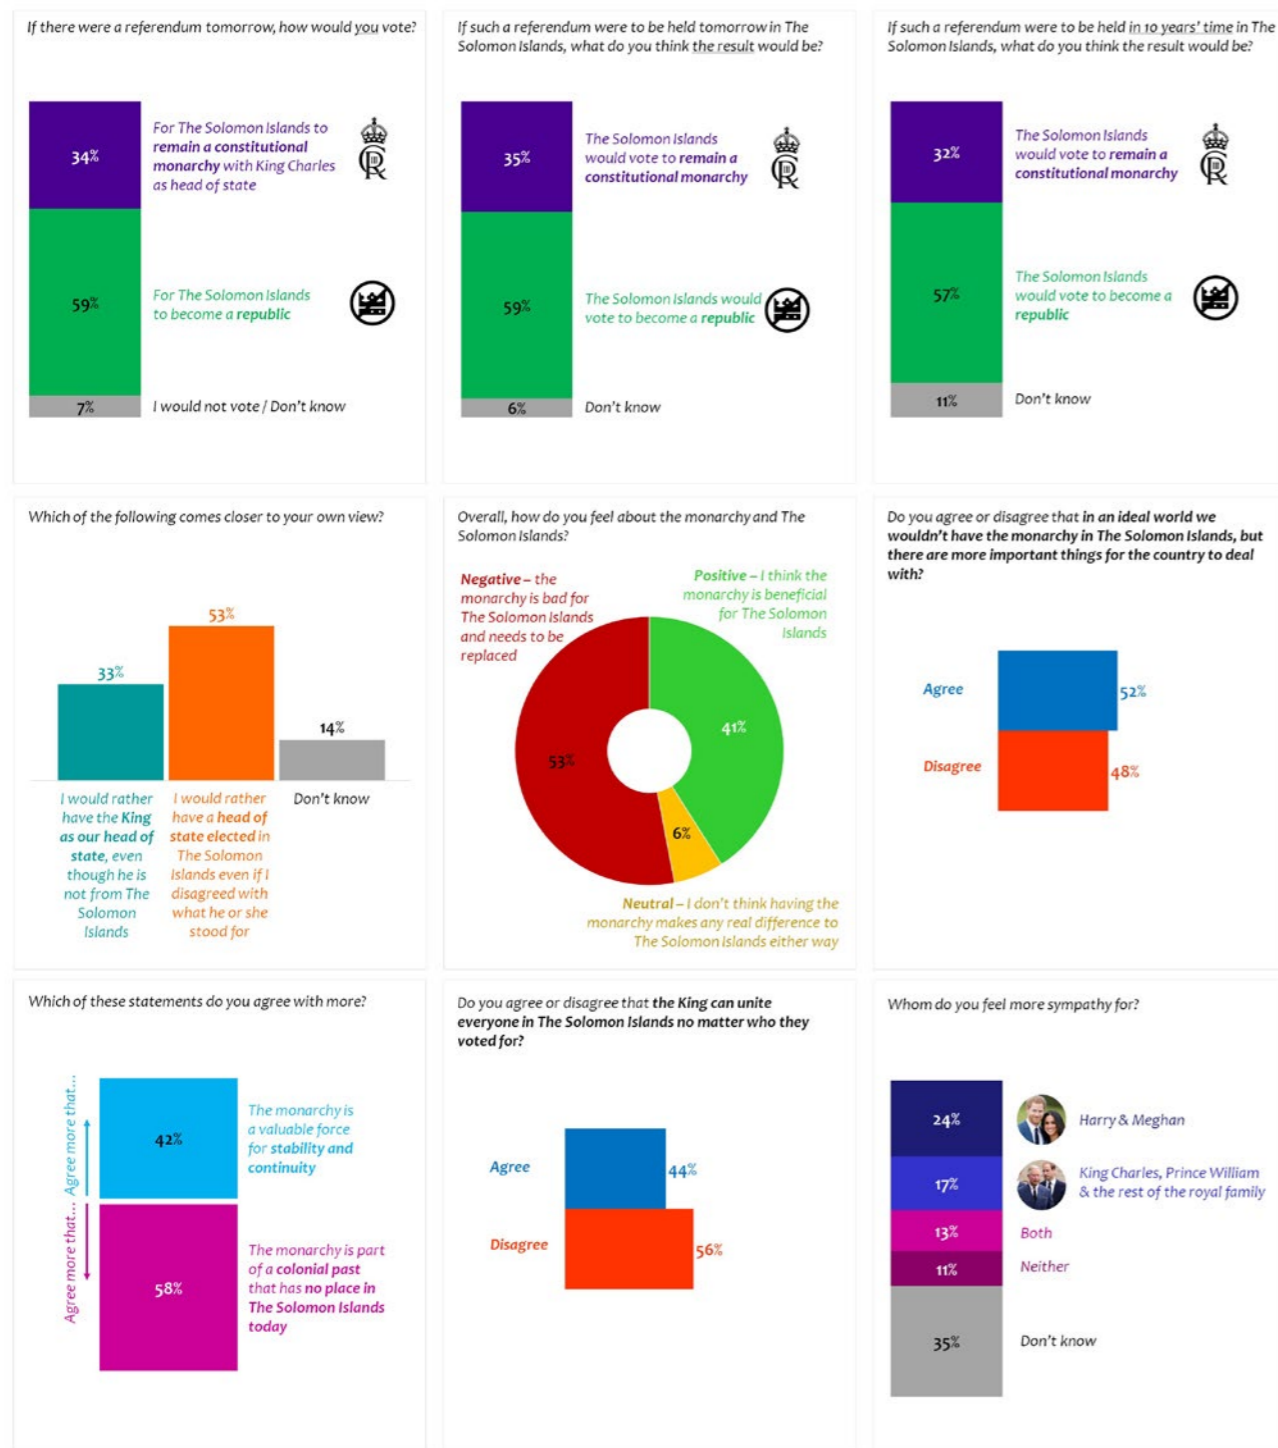 If there were a referendum tomorrow, how would you vote?
34%
For The Solomon Islands to
remain a constitutional
monarchy with King Charles
as head of state
59%
For The Solomon Islands
to become a republic
7%
I would not vote / Don't know
If such a referendum were to be held tomorrow in The
Solomon Islands, what do you think the result would be?
35%
The Solomon Islands
would vote to remain a
constitutional monarchy
59%
The Solomon Islands would
vote to become a republic
6%
Don't know
If such a referendum were to be held in 10 years' time in The
Solomon Islands, what do you think the result would be?
32%
The Solomon Islands
would vote to remain a
constitutional monarchy
57%
The Solomon Islands
would vote to become a
republic
11%
Don't know
Which of the following comes closer to your own view?
33%
53%
14%
I would rather
have the King
as our head of
state, even
though he is
not from The
Solomon
Islands
I would rather
have a head of
state elected in
The Solomon
Islands even if I
disagreed with
what he or she
stood for
Don't know
Overall, how do you feel about the monarchy and The
Solomon Islands?
Negative – the
monarchy is bad for
The Solomon Islands
and needs to be
replaced
Positive – I think the
monarchy is beneficial
for The Solomon
Islands
41%
53%
6%
Neutral – I don't think having the
monarchy makes any real difference to
The Solomon Islands either way
Do you agree or disagree that in an ideal world we
wouldn't have the monarchy in The Solomon Islands, but
there are more important things for the country to deal
with?
Agree
52%
Disagree
48%
Which of these statements do you agree with more?
Agree more that...
42%
The monarchy is
a valuable force
for stability and
continuity
Agree more that...
58%
The monarchy is part
of a colonial past
that has no place in
The Solomon Islands
today
Do you agree or disagree that the King can unite
everyone in The Solomon Islands no matter who they
voted for?
Agree
44%
Disagree
56%
Whom do you feel more sympathy for?
24%
Harry & Meghan
17%
King Charles, Prince William
& the rest of the royal family
13%
Both
11%
Neither
35%
Don't know